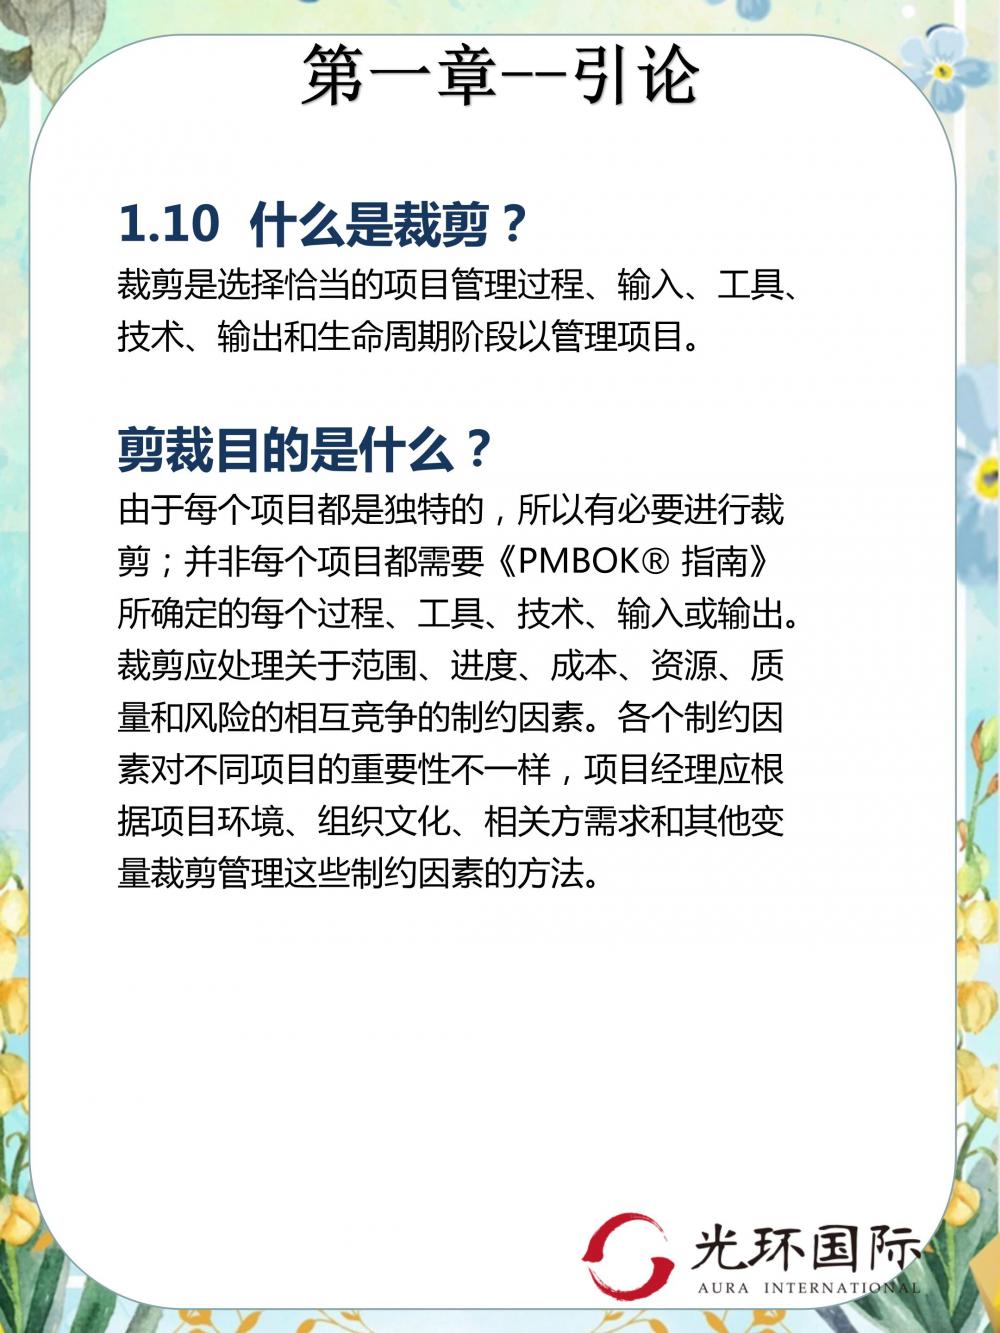 第一章--引论
1.10 什么是裁剪？
裁剪是选择恰当的项目管理过程、输入、工具、
技术、输出和生命周期阶段以管理项目。
剪裁目的是什么？
由于每个项目都是独特的，所以有必要进行裁
剪；并非每个项目都需要《PMBOK® 指南》
所确定的每个过程、工具、技术、输入或输出。
裁剪应处理关于范围、进度、成本、资源、质
量和风险的相互竞争的制约因素。各个制约因
素对不同项目的重要性不一样，项目经理应根
据项目环境、组织文化、相关方需求和其他变
量裁剪管理这些制约因素的方法。
光环国际
AURA INTERNATIONAL